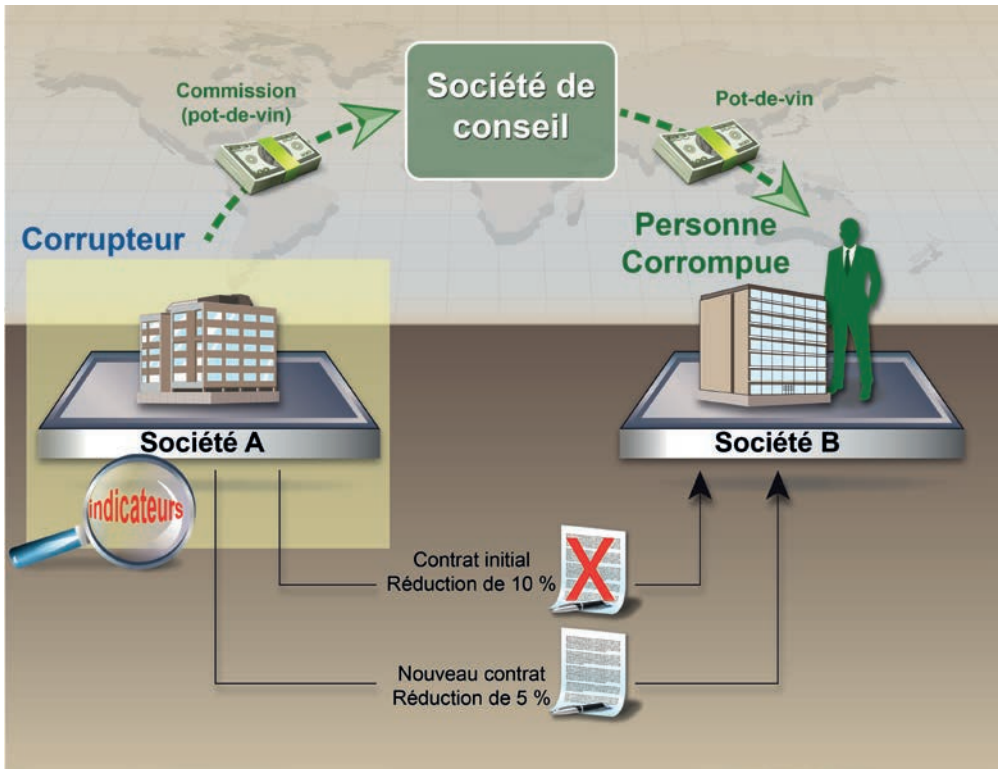 Commission
(pot-de-vin)
Société de
conseil
Pot-de-vin
Corrupteur
Personne
Corrompue
Société A
Société B
indicateurs
Contrat initial
Réduction de 10 %
X
Nouveau contrat
Réduction de 5 %